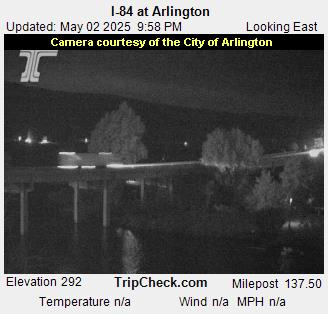 I-84 at Arlington
Updated: May 02 2025 9:58 PM Looking East
Camera courtesy of the City of Arlington
Elevation 292 TripCheck.com Milepost 137.50
Temperature n/a Wind n/a MPH n/a